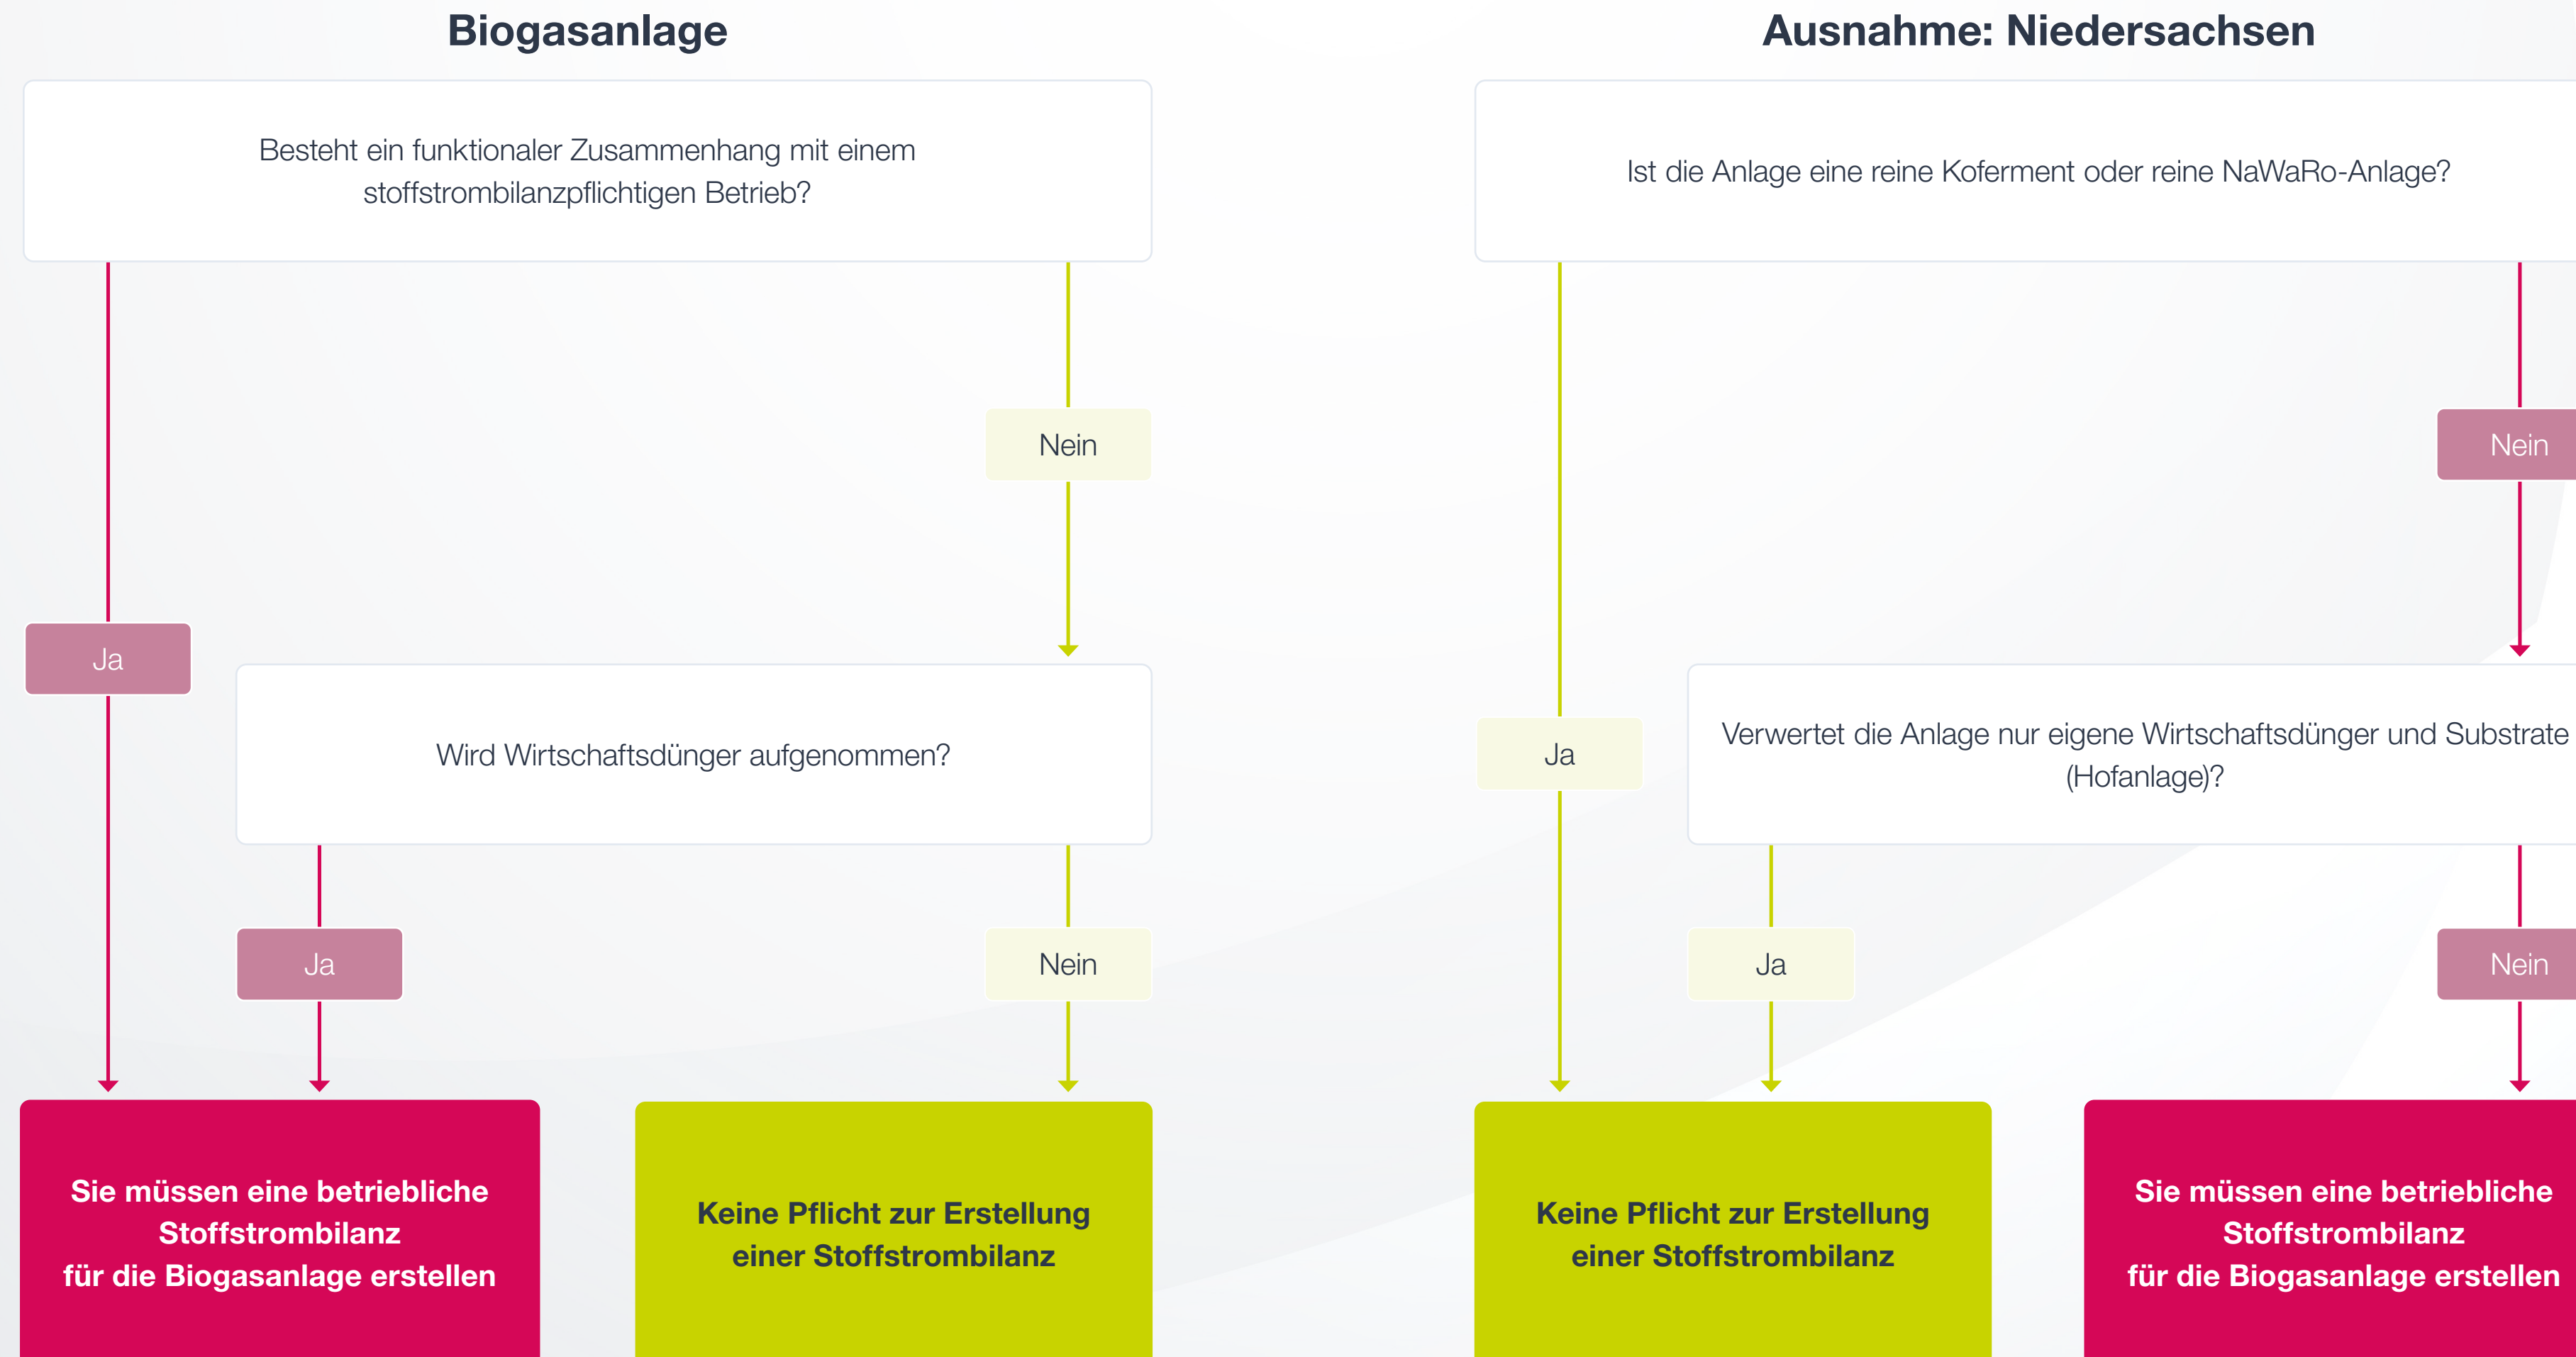 Biogasanlage
Besteht ein funktionaler Zusammenhang mit einem
stoffstrombilanzpflichtigen Betrieb?
Nein
Ja
Wird Wirtschaftsdünger aufgenommen?
Ja
Nein
Sie müssen eine betriebliche
Stoffstrombilanz
für die Biogasanlage erstellen
Keine Pflicht zur Erstellung
einer Stoffstrombilanz
Ausnahme: Niedersachsen
Ist die Anlage eine reine Koferment oder reine NaWaRo-Anlage?
Nein
Ja
Verwertet die Anlage nur eigene Wirtschaftsdünger und Substrate
(Hofanlage)?
Ja
Nein
Keine Pflicht zur Erstellung
einer Stoffstrombilanz
Sie müssen eine betriebliche
Stoffstrombilanz
für die Biogasanlage erstellen